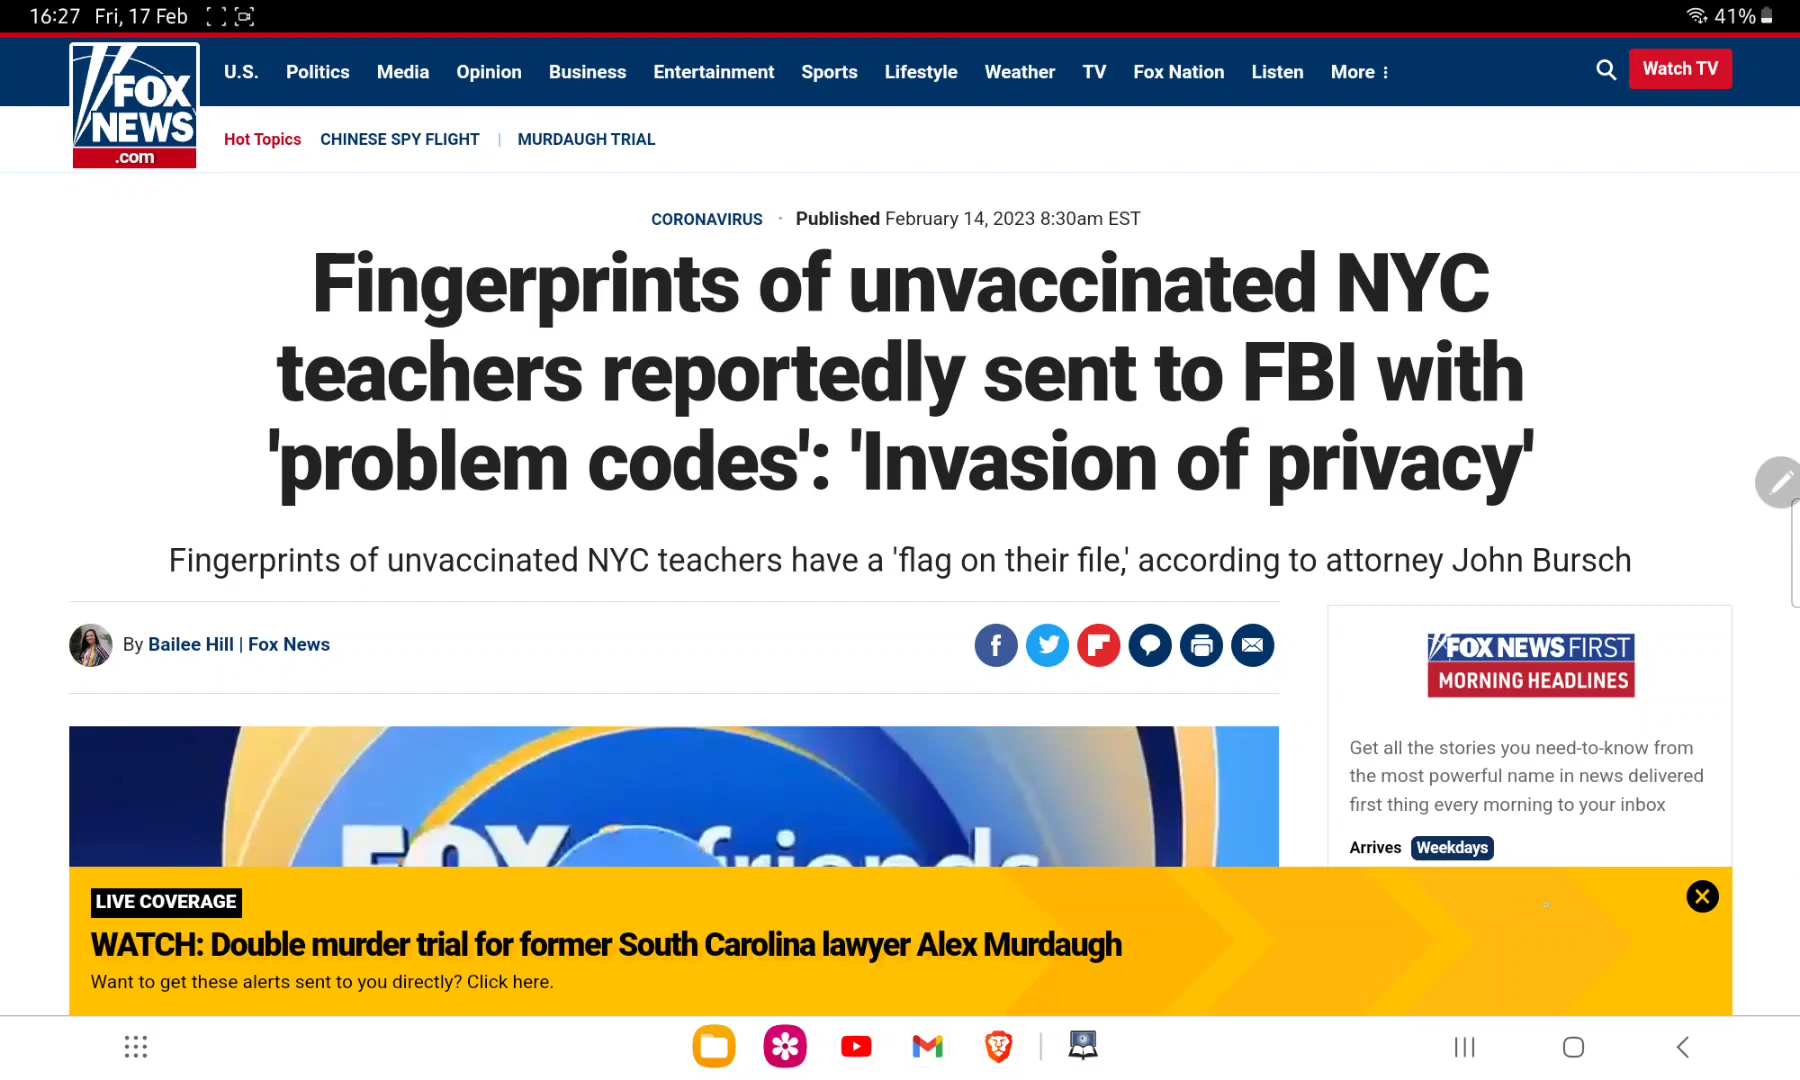 16:27 Fri, 17 Feb
41%
FOX
NEWS
.com
U.S. Politics Media Opinion Business Entertainment Sports Lifestyle Weather TV Fox Nation Listen More
Watch TV
Hot Topics CHINESE SPY FLIGHT | MURDAUGH TRIAL
CORONAVIRUS · Published February 14, 2023 8:30am EST
Fingerprints of unvaccinated NYC
teachers reportedly sent to FBI with
'problem codes': 'Invasion of privacy'
Fingerprints of unvaccinated NYC teachers have a 'flag on their file,' according to attorney John Bursch
By Bailee Hill | Fox News
FOX NEWS FIRST
MORNING HEADLINES
Get all the stories you need-to-know from
the most powerful name in news delivered
first thing every morning to your inbox
Arrives Weekdays
FOX friends
LIVE COVERAGE
WATCH: Double murder trial for former South Carolina lawyer Alex Murdaugh
Want to get these alerts sent to you directly? Click here.